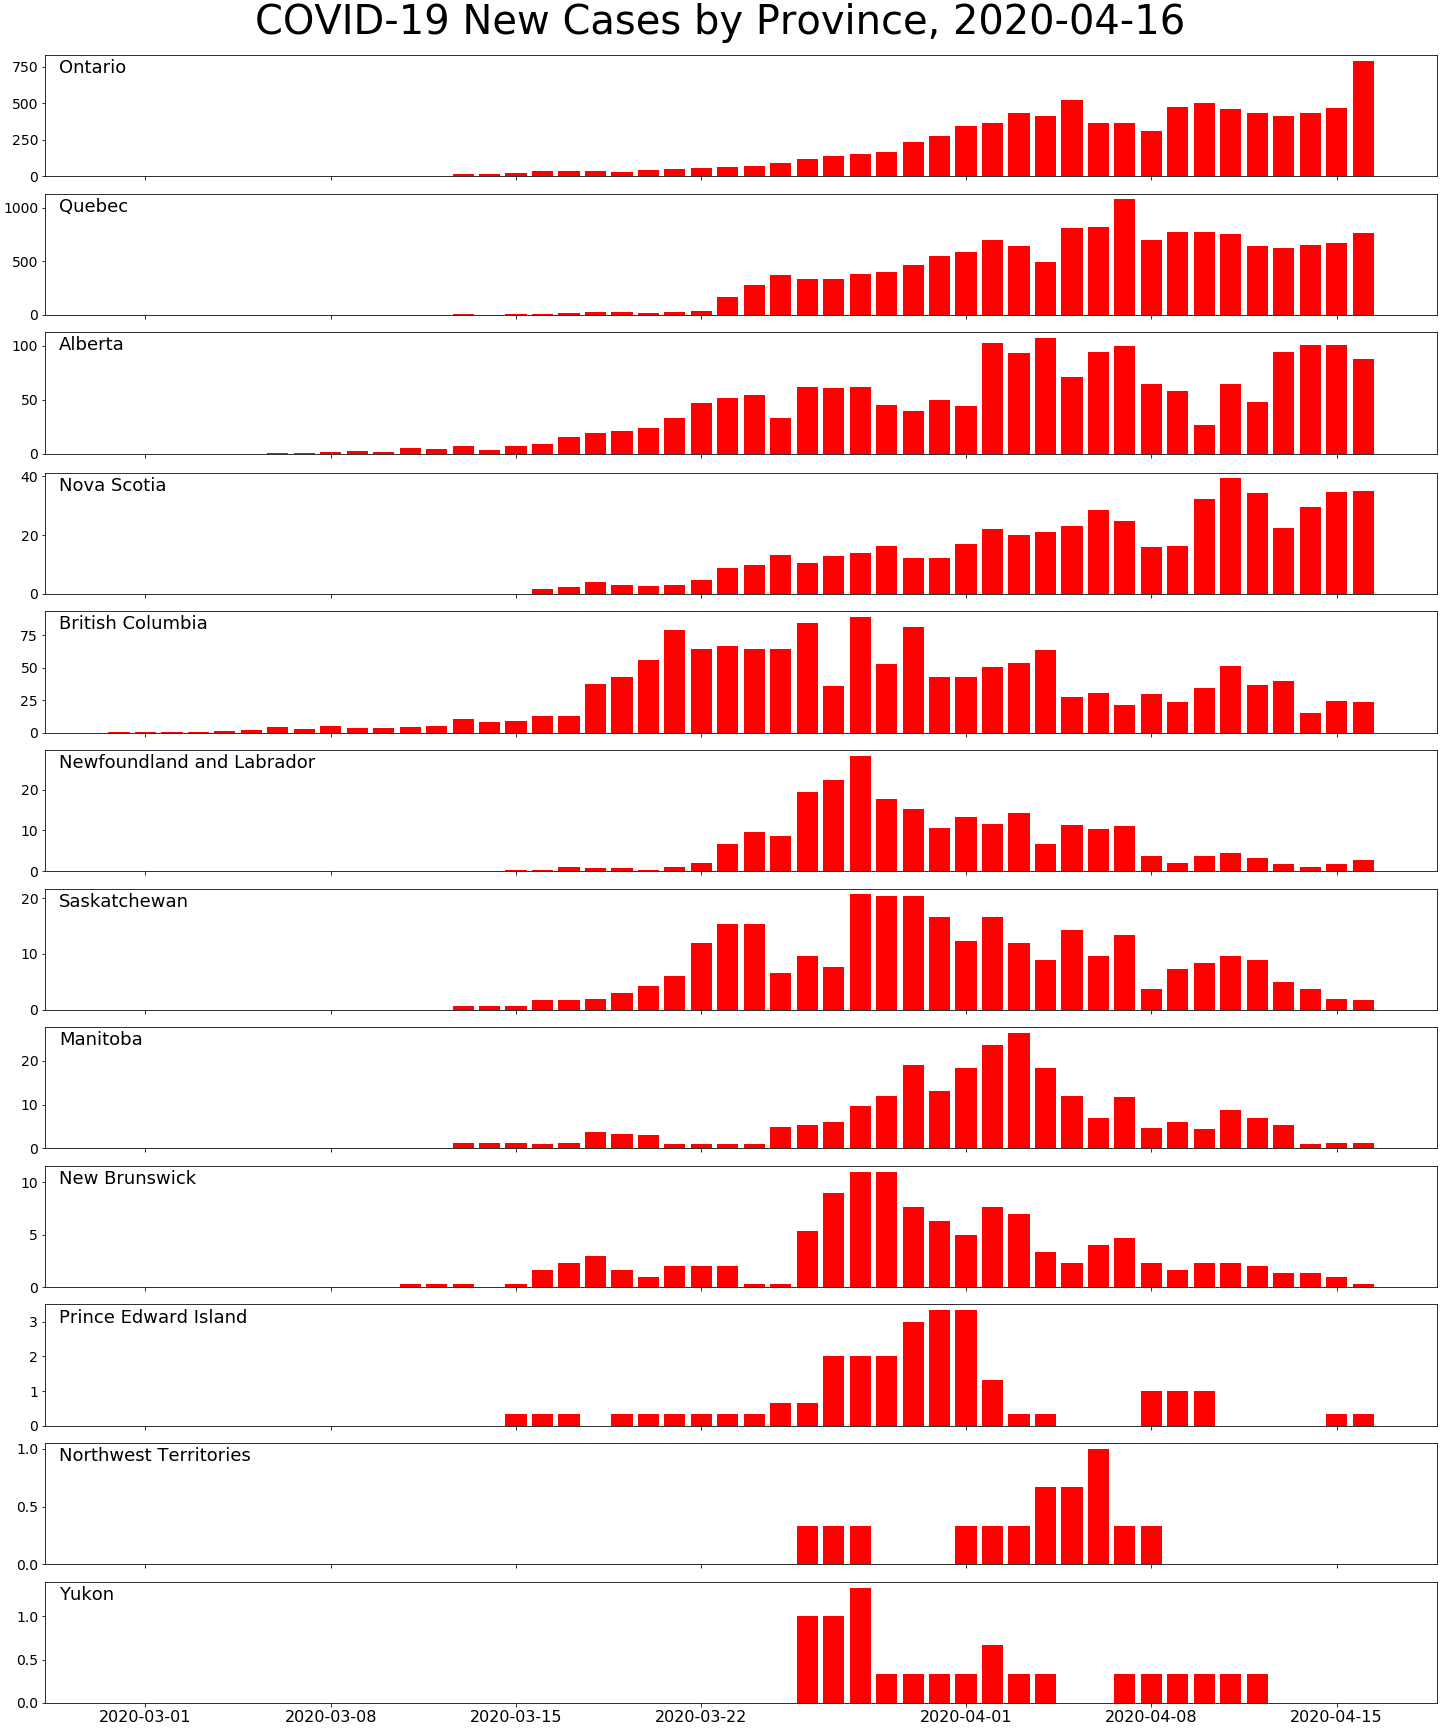 COVID-19 New Cases by Province, 2020-04-16
Ontario
750
500
250
0
Quebec
1000
500
0
Alberta
100
50
0
Nova Scotia
40
20
0
British Columbia
75
50
25
0
Newfoundland and Labrador
20
10
0
Saskatchewan
20
10
0
Manitoba
20
10
0
New Brunswick
10
5
0
Prince Edward Island
3
2
1
0
Northwest Territories
1.0
0.5
0.0
Yukon
1.0
0.5
0.0
2020-03-01 2020-03-08 2020-03-15 2020-03-22 2020-04-01 2020-04-08 2020-04-15